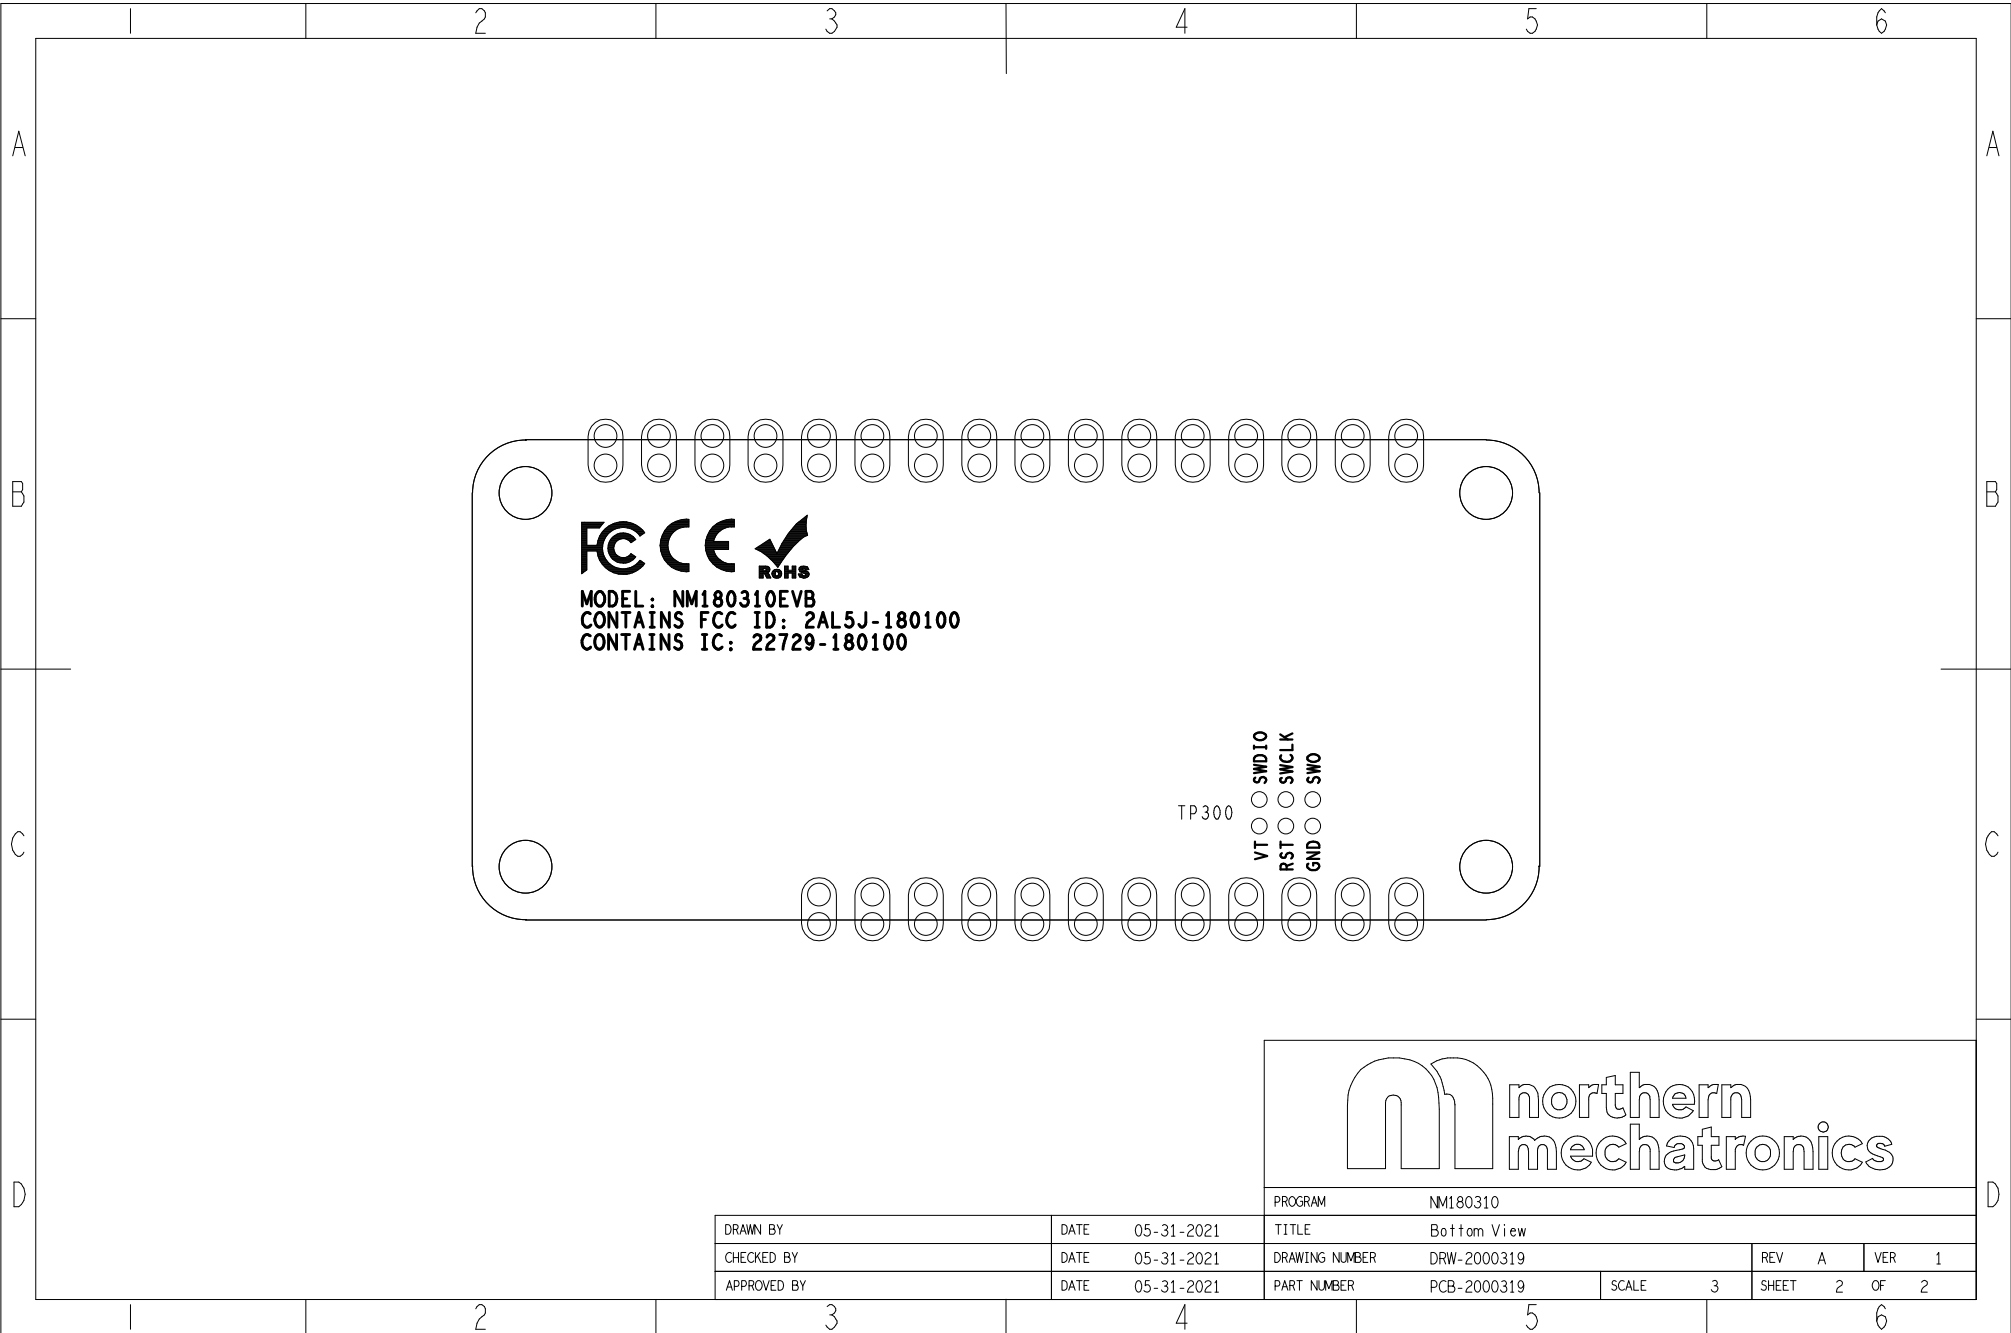 1 2 3 4 5 6
A A
B B
FC CE
RoHS
MODEL: NM180310EVB
CONTAINS FCC ID: 2AL5J-180100
CONTAINS IC: 22729-180100
SWDIO SWCLK SWO
TP300
VT RST GND
C C
northern
mechatronics
D D
PROGRAM NM180310
DRAWN BY DATE 05-31-2021 TITLE Bottom View
CHECKED BY DATE 05-31-2021 DRAWING NUMBER DRW-2000319 REV A VER 1
APPROVED BY DATE 05-31-2021 PART NUMBER PCB-2000319 SCALE 3 SHEET 2 OF 2
1 2 3 4 5 6